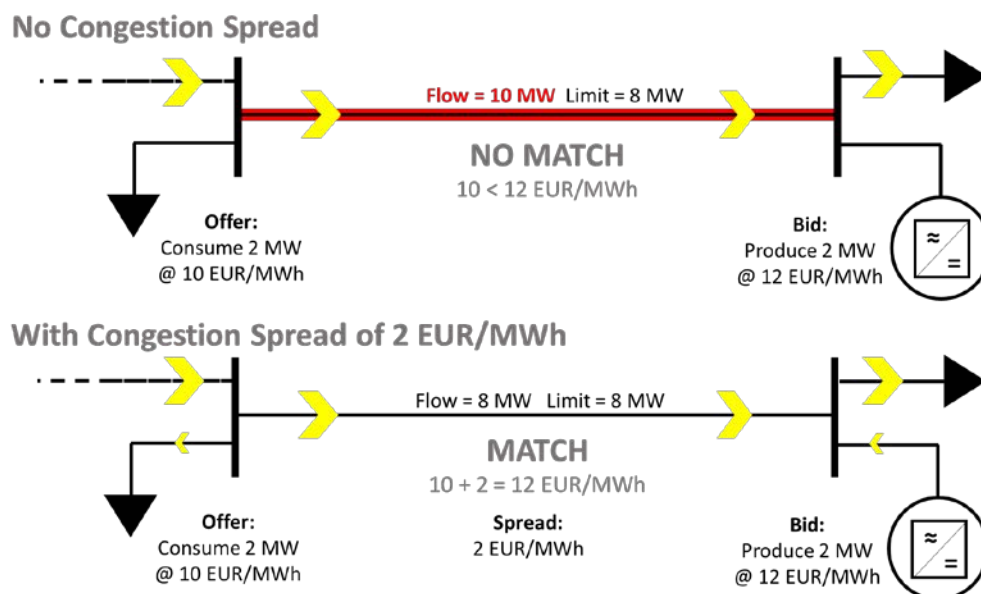 No Congestion Spread
Flow = 10 MW Limit = 8 MW
NO MATCH
10 < 12 EUR/MWh
Offer:
Consume 2 MW
@ 10 EUR/MWh
Bid:
Produce 2 MW
@ 12 EUR/MWh
≈
=
With Congestion Spread of 2 EUR/MWh
Flow = 8 MW Limit = 8 MW
MATCH
10 + 2 = 12 EUR/MWh
Offer:
Consume 2 MW
@ 10 EUR/MWh
Spread:
2 EUR/MWh
Bid:
Produce 2 MW
@ 12 EUR/MWh
≈
=